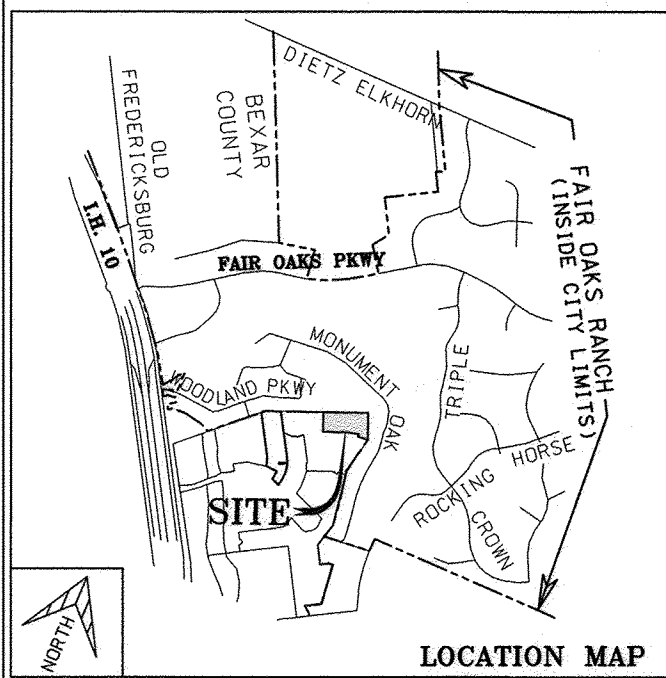 DIETZ ELKHORN
OLD
FREDERICKSBURG
BEXAR
COUNTY
I.H. 10
FAIR OAKS PKWY
FAIR OAKS RANCH
(INSIDE CITY LIMITS)
MONUMENT
OAK
WOODLAND PKWY
TRIPLE
CROWN
ROCKING HORSE
SITE
NORTH
LOCATION MAP